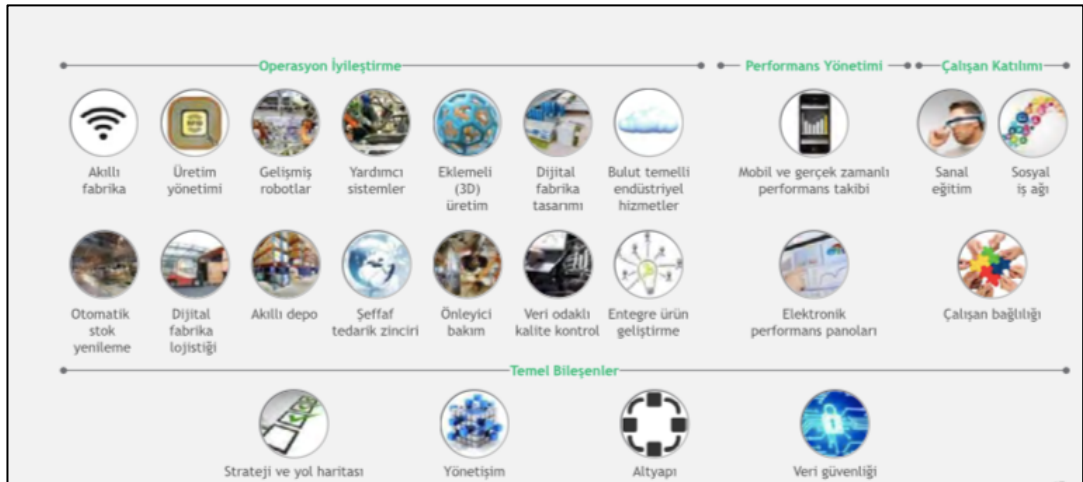 Operasyon İyileştirme
Performans Yönetimi
Çalışan Katılımı
Akıllı
fabrika
Üretim
yönetimi
Gelişmiş
robotlar
Yardımcı
sistemler
Eklemeli
(3D)
üretim
Dijital
fabrika
tasarımı
Bulut temelli
endüstriyel
hizmetler
Mobil ve gerçek zamanlı
performans takibi
Sanal
eğitim
Sosyal
iş ağı
Otomatik
stok
yenileme
Dijital
fabrika
lojistiği
Akıllı depo
Şeffaf
tedarik zinciri
Önleyici
bakım
Veri odaklı
kalite kontrol
Entegre ürün
geliştirme
Elektronik
performans panoları
Çalışan bağlılığı
Temel Bileşenler
Strateji ve yol haritası
Yönetişim
Altyapı
Veri güvenliği